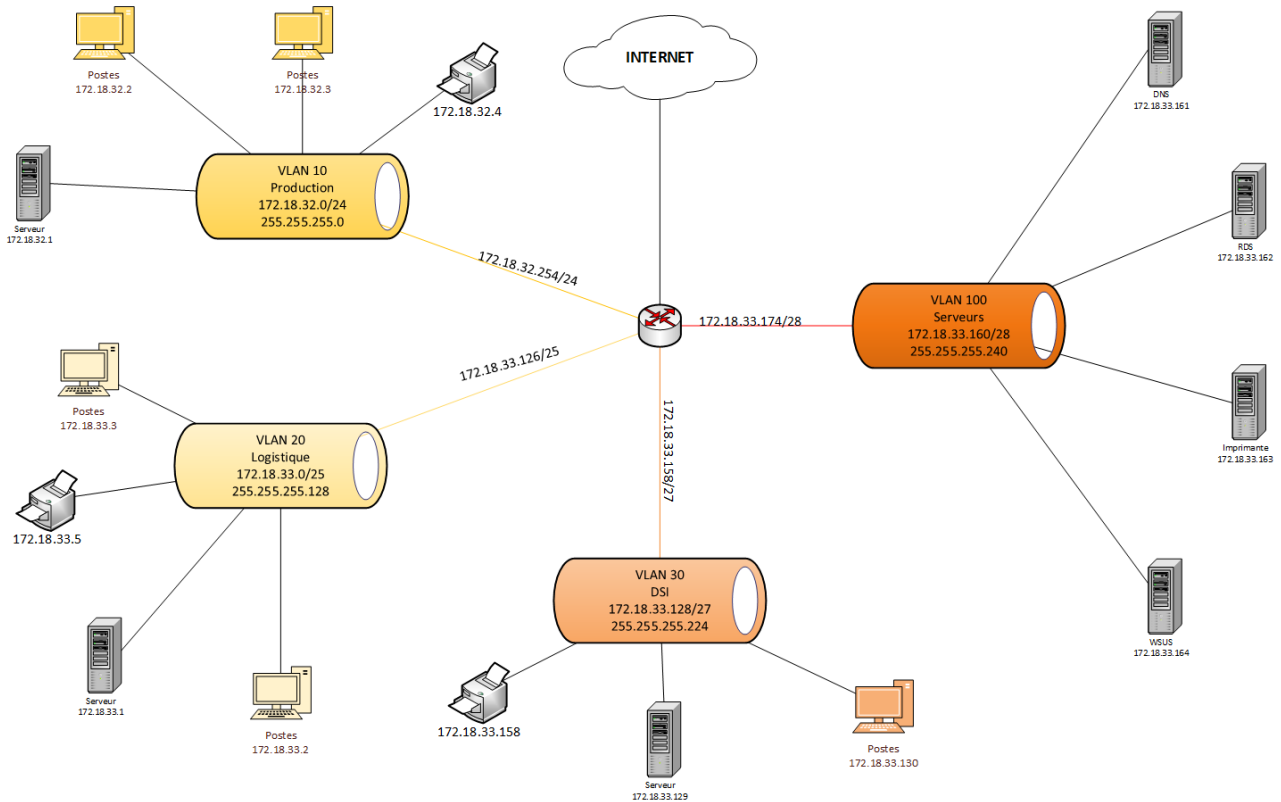 INTERNET
Postes
172.18.32.2
Postes
172.18.32.3
172.18.32.4
Serveur
172.18.32.1
VLAN 10
Production
172.18.32.0/24
255.255.255.0
172.18.32.254/24
DNS
172.18.33.161
RDS
172.18.33.162
VLAN 100
Serveurs
172.18.33.160/28
255.255.255.240
172.18.33.174/28
Imprimante
172.18.33.163
WSUS
172.18.33.164
172.18.33.126/25
Postes
172.18.33.3
VLAN 20
Logistique
172.18.33.0/25
255.255.255.128
172.18.33.5
Serveur
172.18.33.1
Postes
172.18.33.2
172.18.33.158/27
VLAN 30
DSI
172.18.33.128/27
255.255.255.224
172.18.33.158
Serveur
172.18.33.129
Postes
172.18.33.130